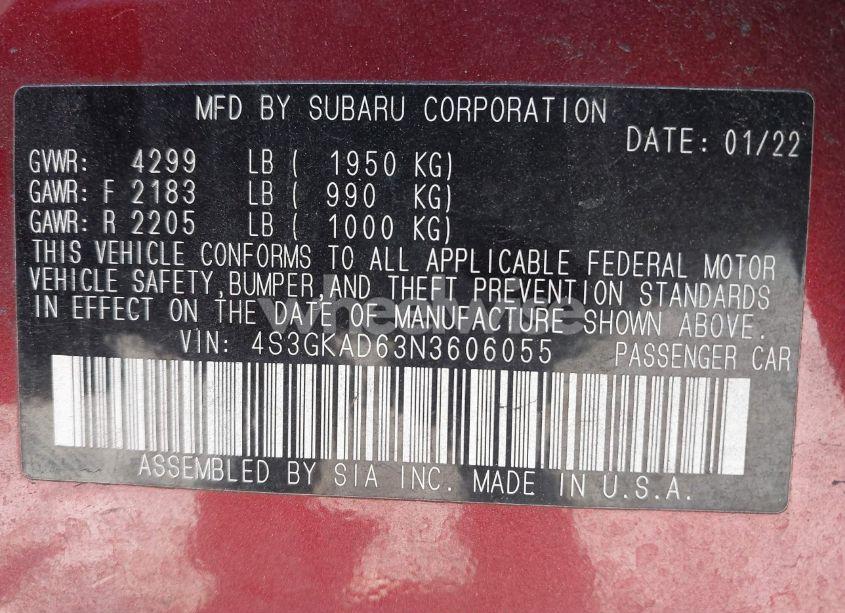 MFD BY SUBARU CORPORATION
DATE: 01/22
GVWR: 4299 LB ( 1950 KG)
GAWR: F 2183 LB ( 990 KG)
GAWR: R 2205 LB ( 1000 KG)
THIS VEHICLE CONFORMS TO ALL APPLICABLE FEDERAL MOTOR
VEHICLE SAFETY, BUMPER, AND THEFT PREVENTION STANDARDS
IN EFFECT ON THE DATE OF MANUFACTURE SHOWN ABOVE.
wheelwise
VIN: 4S3GKAD63N3606055 PASSENGER CAR
ASSEMBLED BY SIA INC. MADE IN U.S.A.